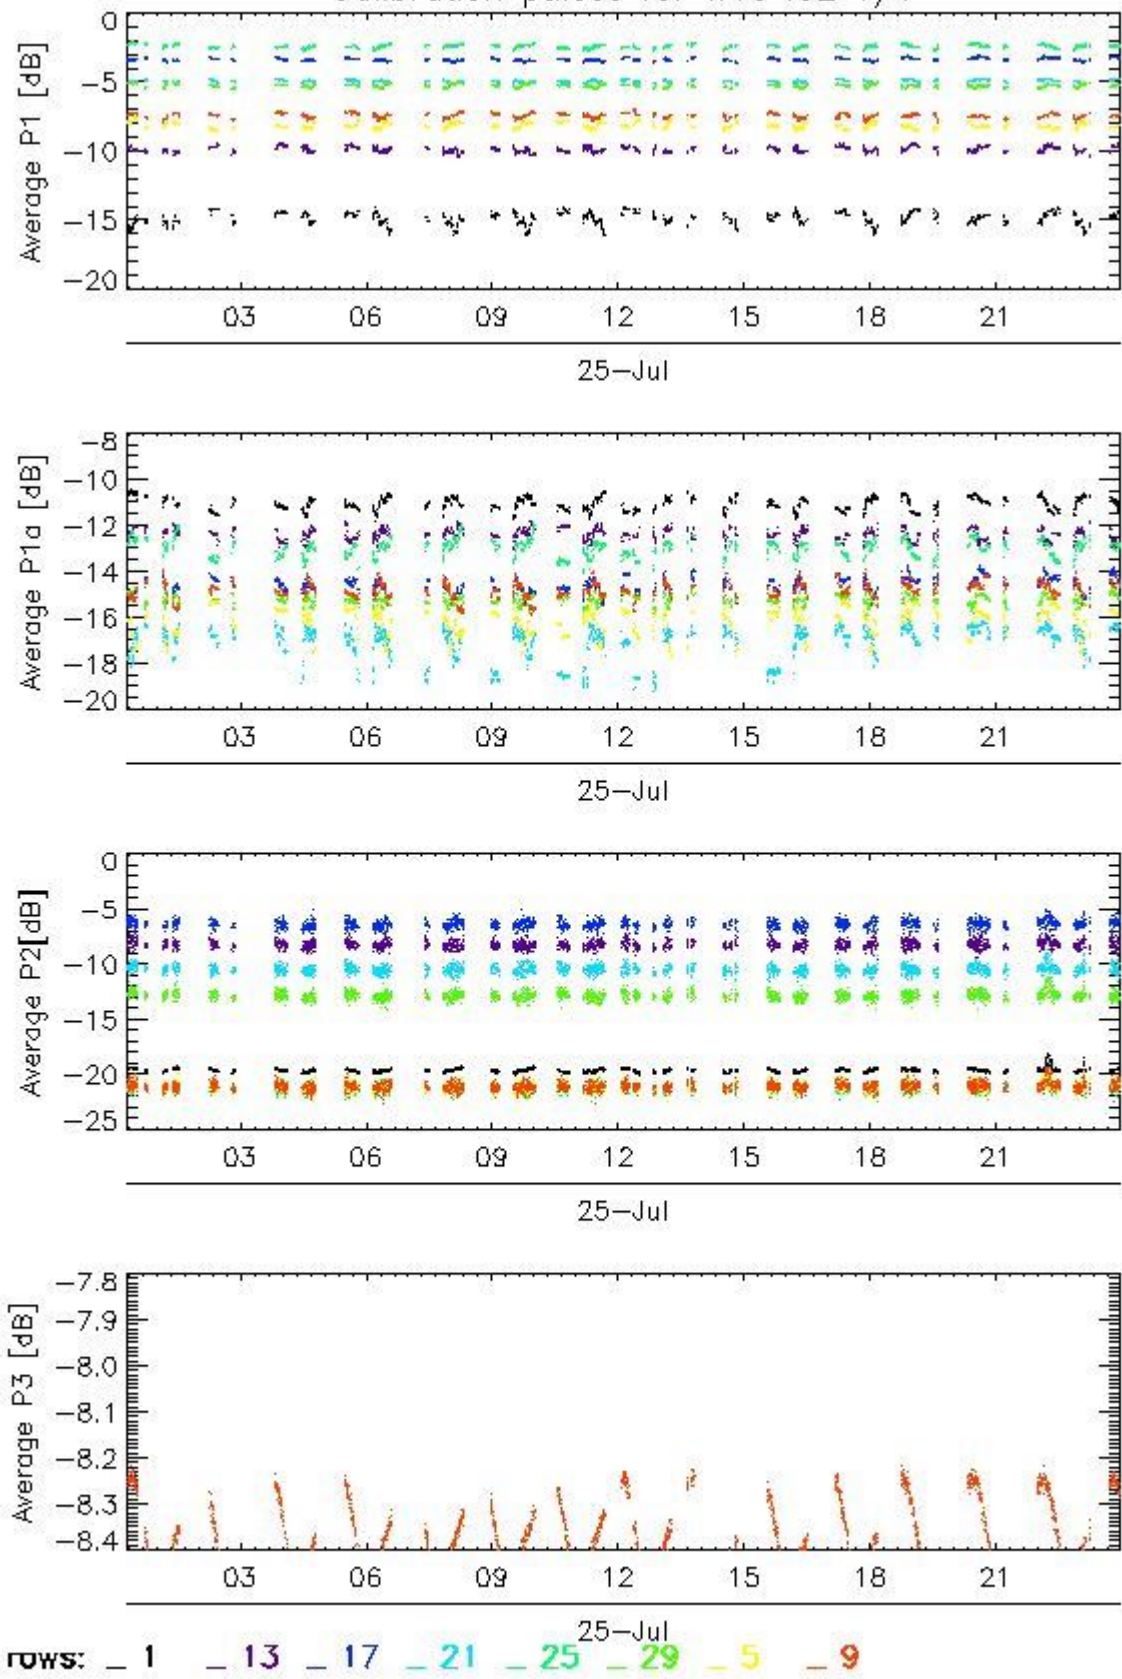 0
-5
-10
-15
-20
Average P1 [dB]
03 06 09 12 15 18 21
25-Jul
-8
-10
-12
-14
-16
-18
-20
Average P1a [dB]
03 06 09 12 15 18 21
25-Jul
0
-5
-10
-15
-20
-25
Average P2[dB]
03 06 09 12 15 18 21
25-Jul
-7.8
-7.9
-8.0
-8.1
-8.2
-8.3
-8.4
Average P3 [dB]
03 06 09 12 15 18 21
25-Jul
rows: _ 1 _ 13 _ 17 _ 21 _ 25 _ 29 _ 5 _ 9